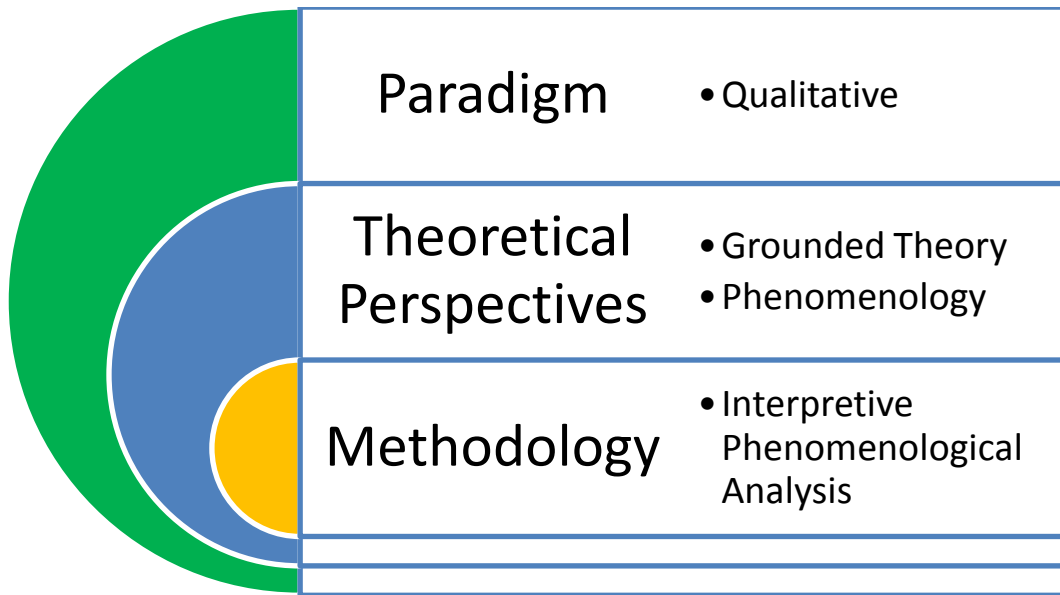 Paradigm
• Qualitative
Theoretical
Perspectives
• Grounded Theory
• Phenomenology
Methodology
• Interpretive
Phenomenological
Analysis